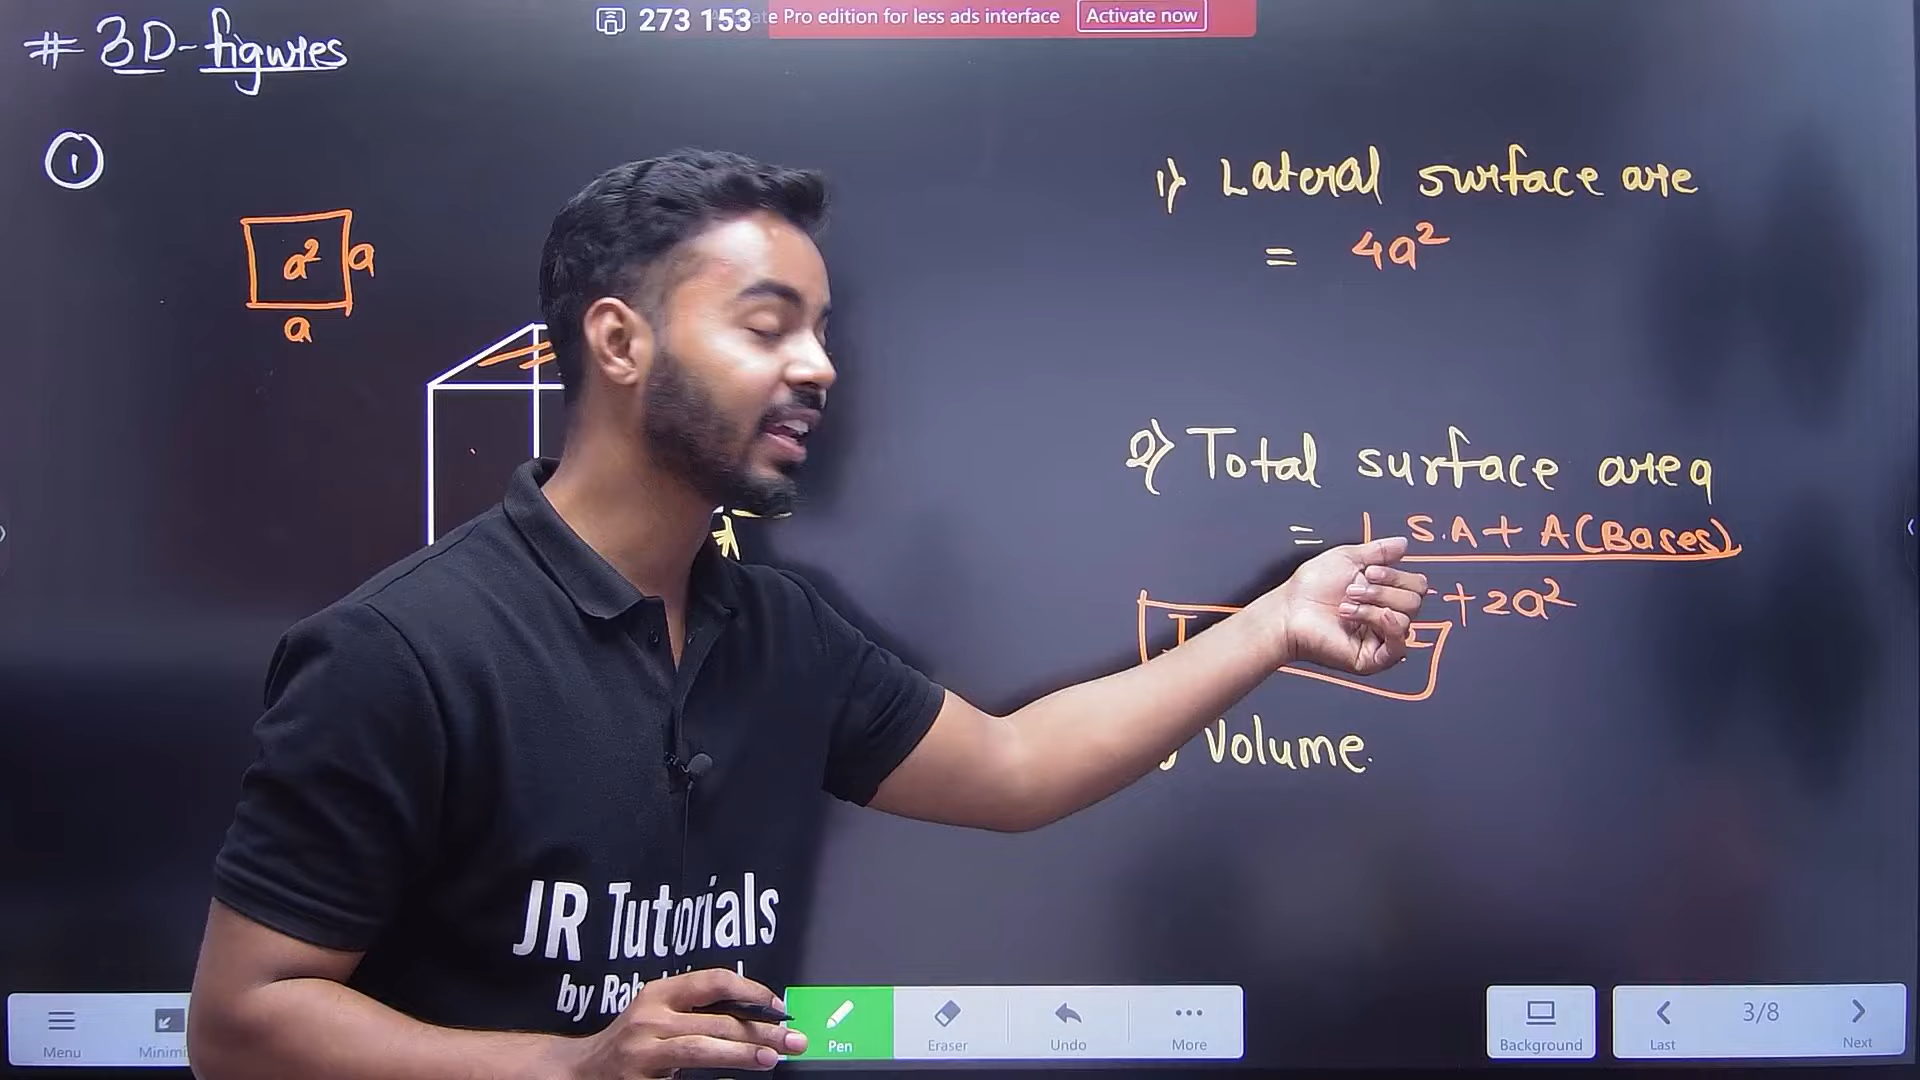 273 153
te Pro edition for less ads interface
Activate now
# 3D-figures
1
a² a
a
1) Lateral surface are
= 4a²
2) Total surface area
= L.S.A + A(Bases)
+ 2a²
Volume.
JR Tutorials
by
Menu
Pen
Eraser
Undo
More
Background
Last
3/8
Next